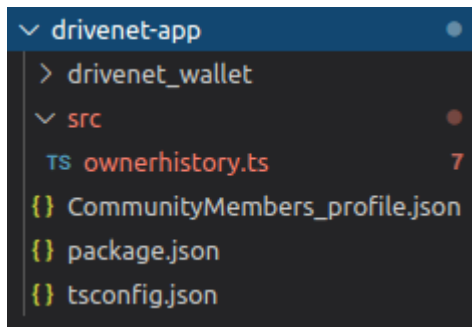 drivenet-app
drivenet_wallet
src
TS ownerhistory.ts 7
{} CommunityMembers_profile.json
{} package.json
{} tsconfig.json